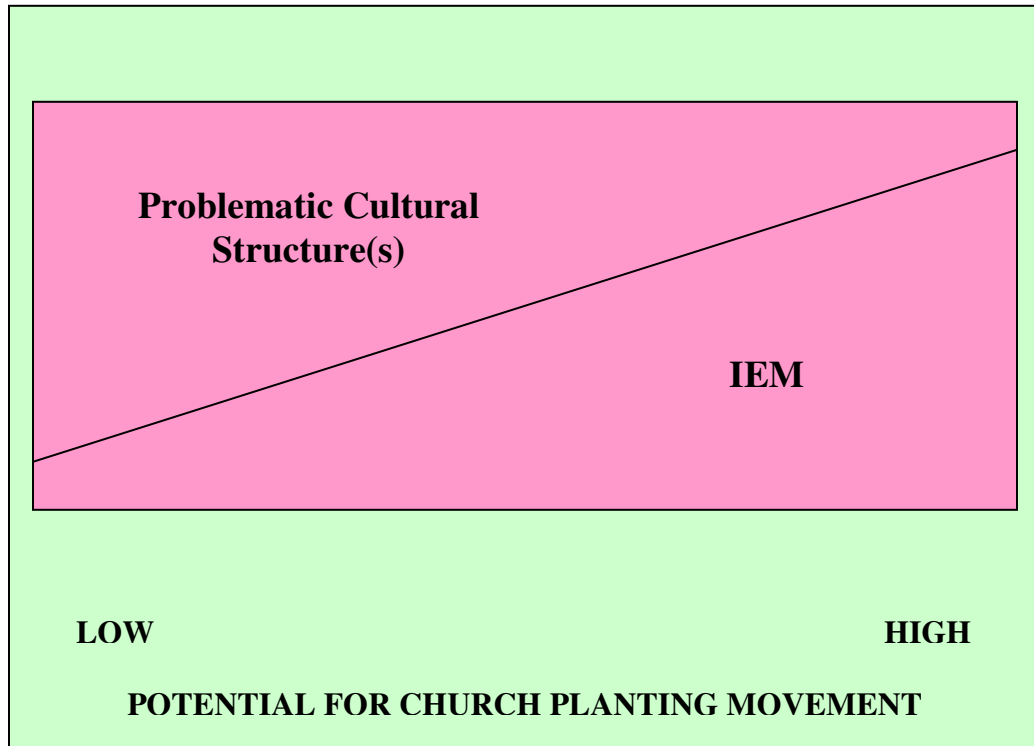 Problematic Cultural
Structure(s)
IEM
LOW
HIGH
POTENTIAL FOR CHURCH PLANTING MOVEMENT